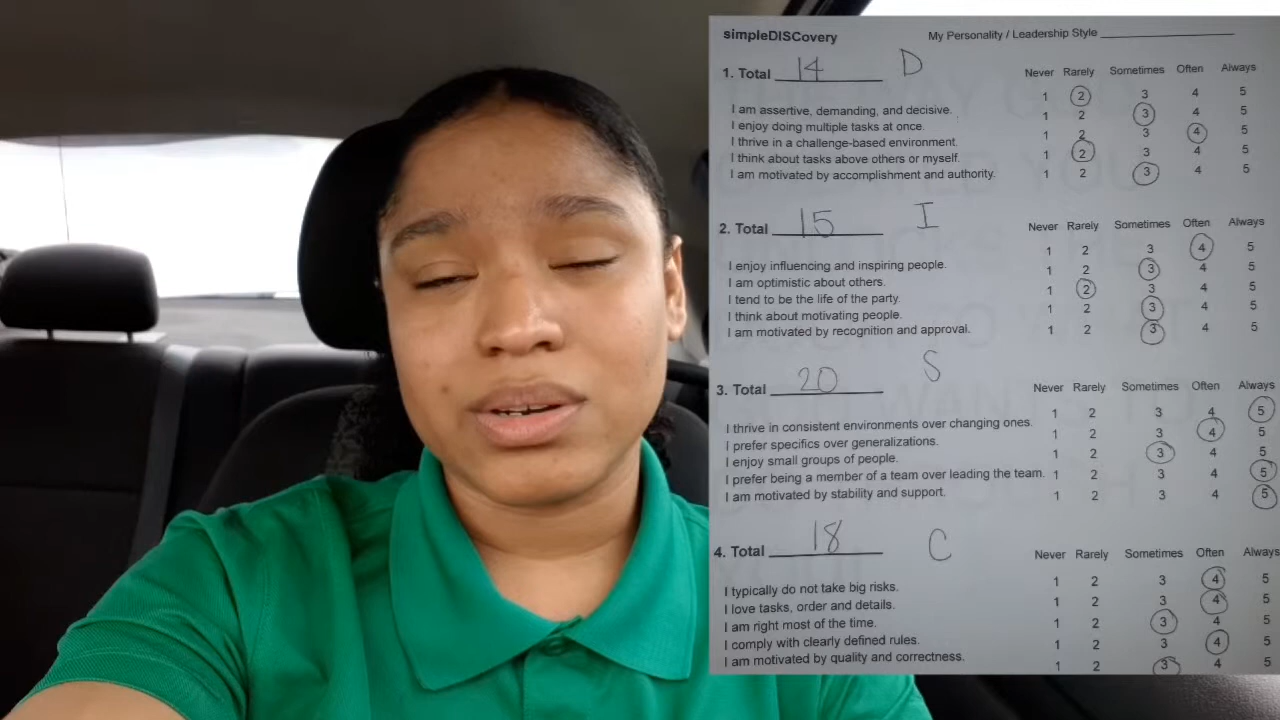 simpleDISCovery My Personality / Leadership Style
1. Total 14 D Never Rarely Sometimes Often Always
I am assertive, demanding, and decisive. 1 2 3 4 5
I enjoy doing multiple tasks at once. 1 2 3 4 5
I thrive in a challenge-based environment. 1 2 3 4 5
I think about tasks above others or myself. 1 2 3 4 5
I am motivated by accomplishment and authority. 1 2 3 4 5
2. Total 15 I Never Rarely Sometimes Often Always
I enjoy influencing and inspiring people. 1 2 3 4 5
I am optimistic about others. 1 2 3 4 5
I tend to be the life of the party. 1 2 3 4 5
I think about motivating people. 1 2 3 4 5
I am motivated by recognition and approval. 1 2 3 4 5
3. Total 20 S Never Rarely Sometimes Often Always
I thrive in consistent environments over changing ones. 1 2 3 4 5
I prefer specifics over generalizations. 1 2 3 4 5
I enjoy small groups of people. 1 2 3 4 5
I prefer being a member of a team over leading the team. 1 2 3 4 5
I am motivated by stability and support. 1 2 3 4 5
4. Total 18 C Never Rarely Sometimes Often Always
I typically do not take big risks. 1 2 3 4 5
I love tasks, order and details. 1 2 3 4 5
I am right most of the time. 1 2 3 4 5
I comply with clearly defined rules. 1 2 3 4 5
I am motivated by quality and correctness. 1 2 3 4 5